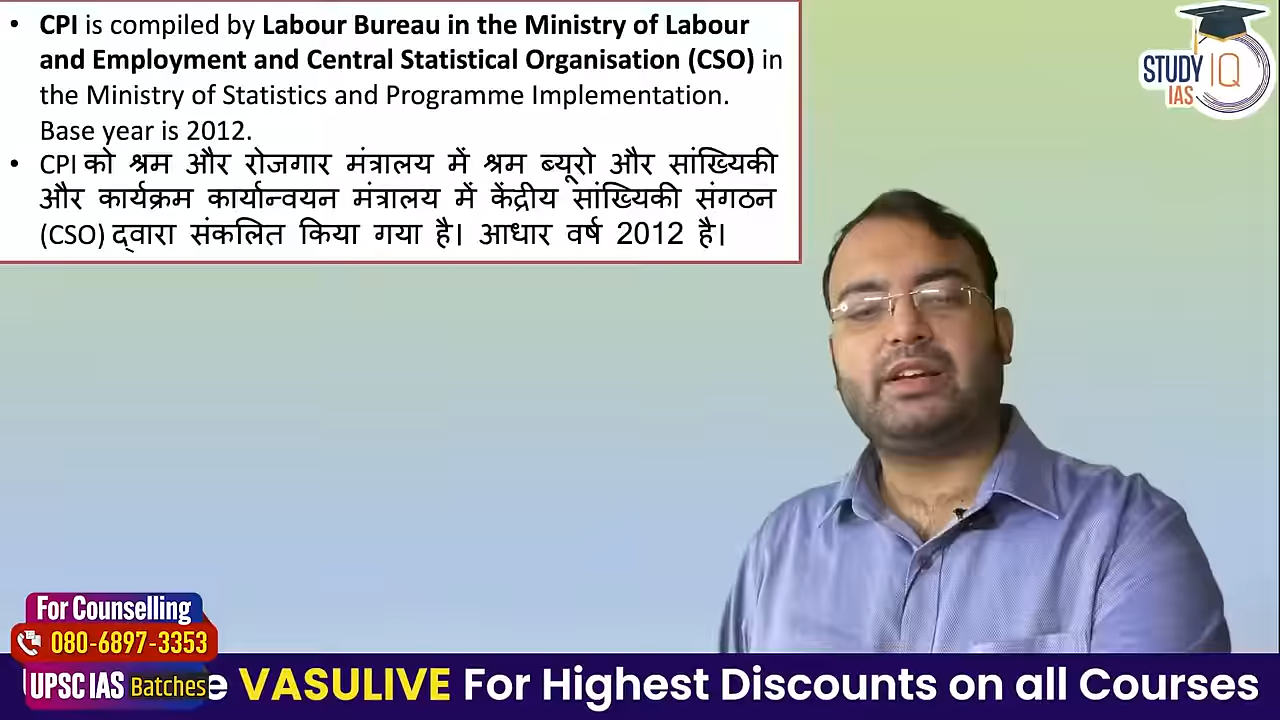 • CPI is compiled by Labour Bureau in the Ministry of Labour
and Employment and Central Statistical Organisation (CSO) in
the Ministry of Statistics and Programme Implementation.
Base year is 2012.
• CPI को श्रम और रोजगार मंत्रालय में श्रम ब्यूरो और सांख्यिकी
और कार्यक्रम कार्यान्वयन मंत्रालय में केंद्रीय सांख्यिकी संगठन
(CSO) द्वारा संकलित किया गया है। आधार वर्ष 2012 है।
STUDY IQ
IAS
For Counselling
080-6897-3353
UPSC IAS Batches
e VASULIVE For Highest Discounts on all Courses